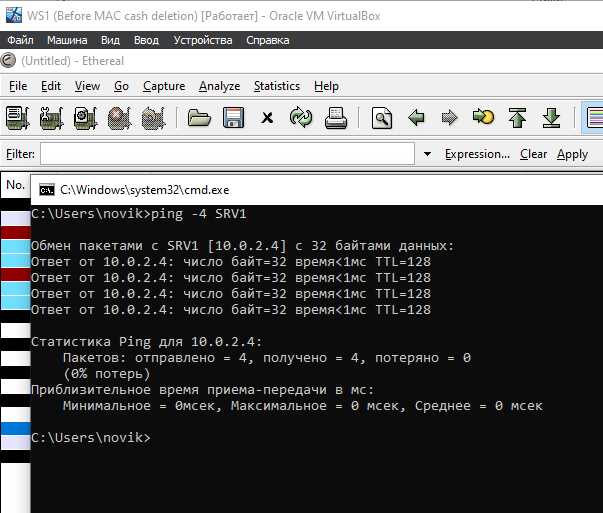 WS1 (Before MAC cash deletion) [Работает] - Oracle VM VirtualBox
Файл Машина Вид Ввод Устройства Справка
(Untitled) - Ethereal
File Edit View Go Capture Analyze Statistics Help
Filter: Expression... Clear Apply
No.
C:\Windows\system32\cmd.exe
C:\Users\novik>ping -4 SRV1
Обмен пакетами с SRV1 [10.0.2.4] с 32 байтами данных:
Ответ от 10.0.2.4: число байт=32 время<1мс TTL=128
Ответ от 10.0.2.4: число байт=32 время<1мс TTL=128
Ответ от 10.0.2.4: число байт=32 время<1мс TTL=128
Ответ от 10.0.2.4: число байт=32 время<1мс TTL=128
Статистика Ping для 10.0.2.4:
Пакетов: отправлено = 4, получено = 4, потеряно = 0
(0% потерь)
Приблизительное время приема-передачи в мс:
Минимальное = 0мсек, Максимальное = 0 мсек, Среднее = 0 мсек
C:\Users\novik>